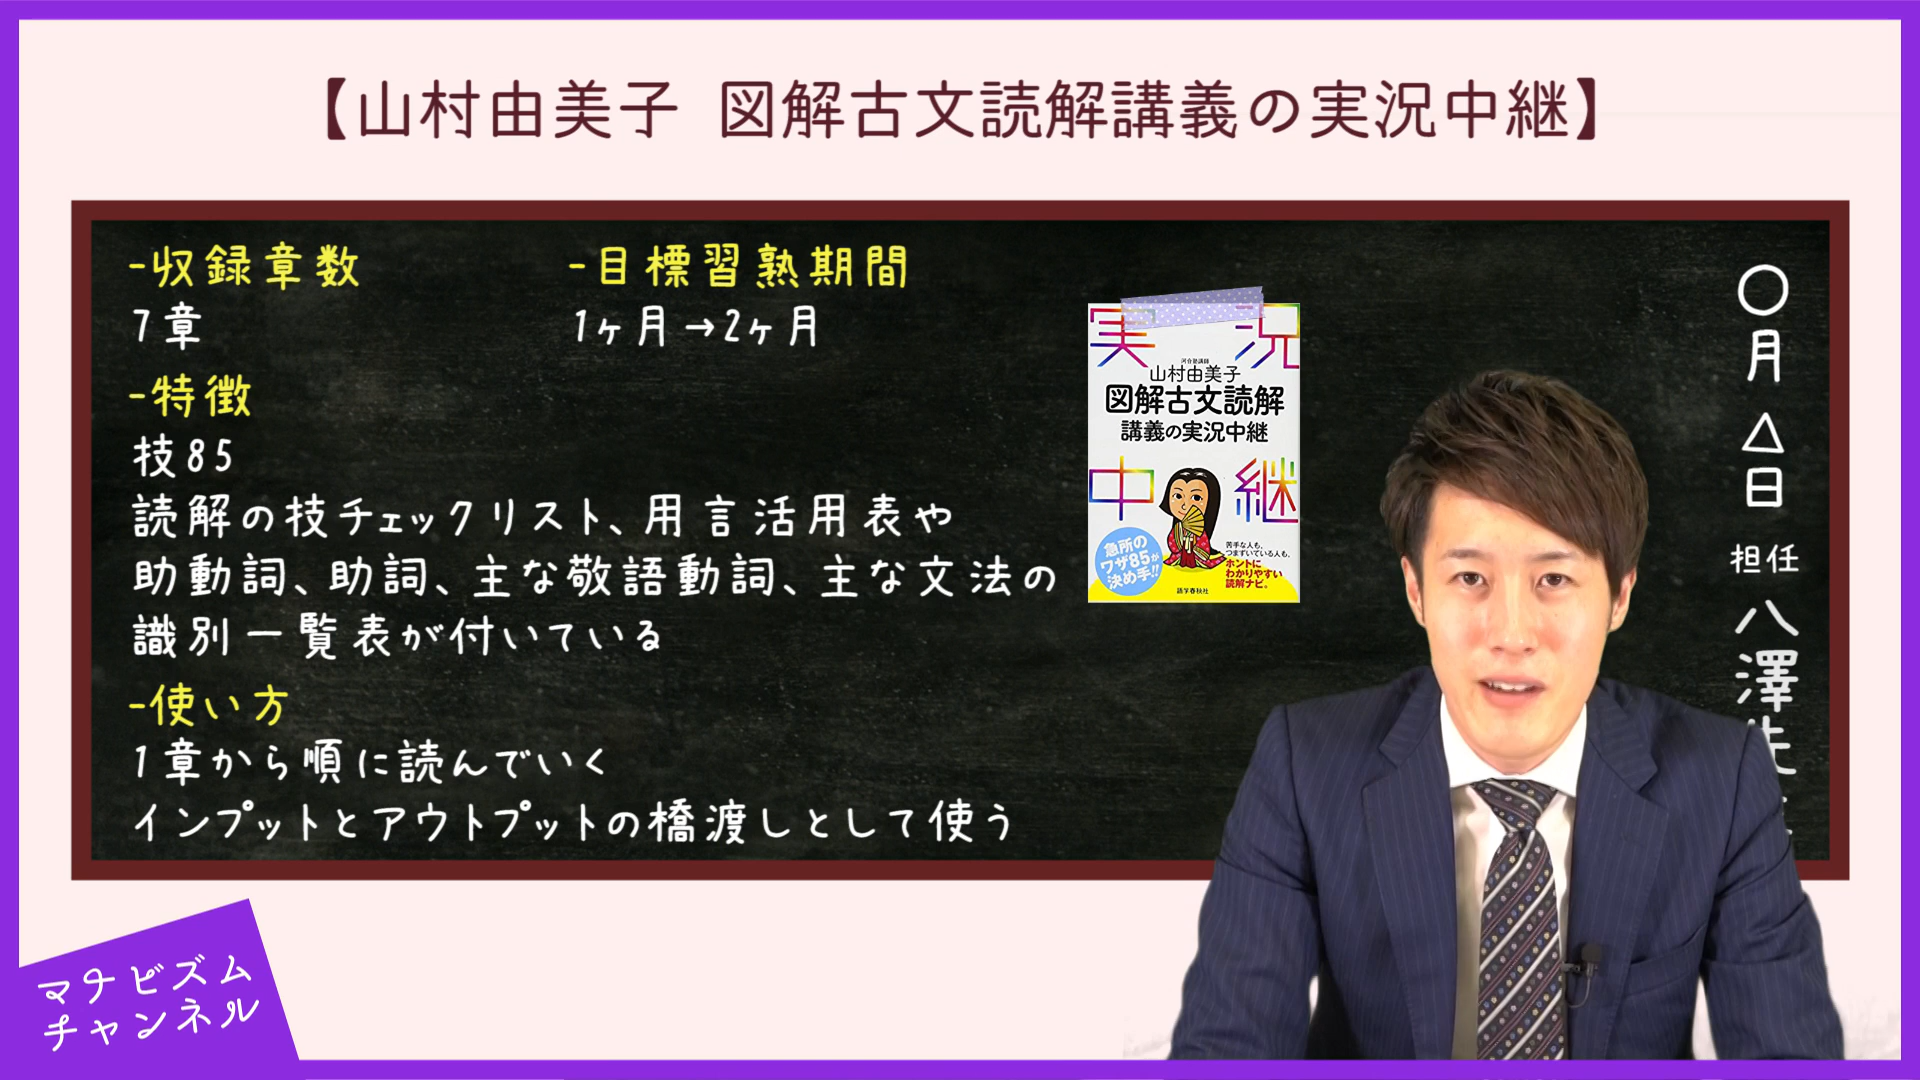 【山村由美子 図解古文読解講義の実況中継】
-収録章数
7章
-目標習熟期間
1ヶ月→2ヶ月
-特徴
技85
読解の技チェックリスト、用言活用表や
助動詞、助詞、主な敬語動詞、主な文法の
識別一覧表が付いている
-使い方
1章から順に読んでいく
インプットとアウトプットの橋渡しとして使う
実況
河合塾講師
山村由美子
図解古文読解
講義の実況中継
中継
急所の
ワザ85が
決め手!!
苦手な人も、
つまずいている人も、
ホントに
わかりやすい
読解ナビ。
語学春秋社
〇月△日
担任
八澤先
マナビズム
チャンネル